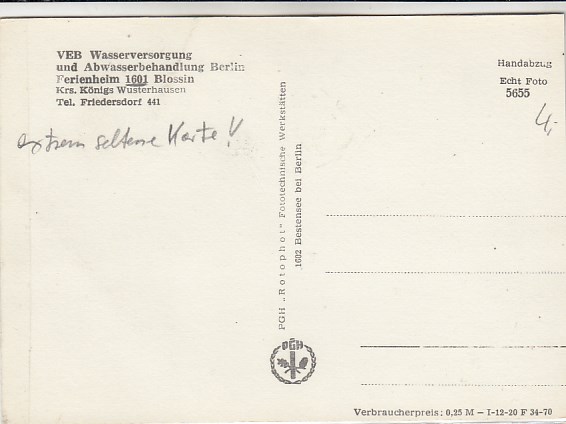 VEB Wasserversorgung
und Abwasserbehandlung Berlin
Ferienheim 1601 Blossin
Krs. Königs Wusterhausen
Tel. Friedersdorf 441
extrem seltene Karte!
Handabzug
Echt Foto
5655
4,-
PGH „Rotophot" Fototechnische Werkstätten
1602 Bestensee bei Berlin
PGH
Verbraucherpreis: 0,25 M – I-12-20 F 34-70